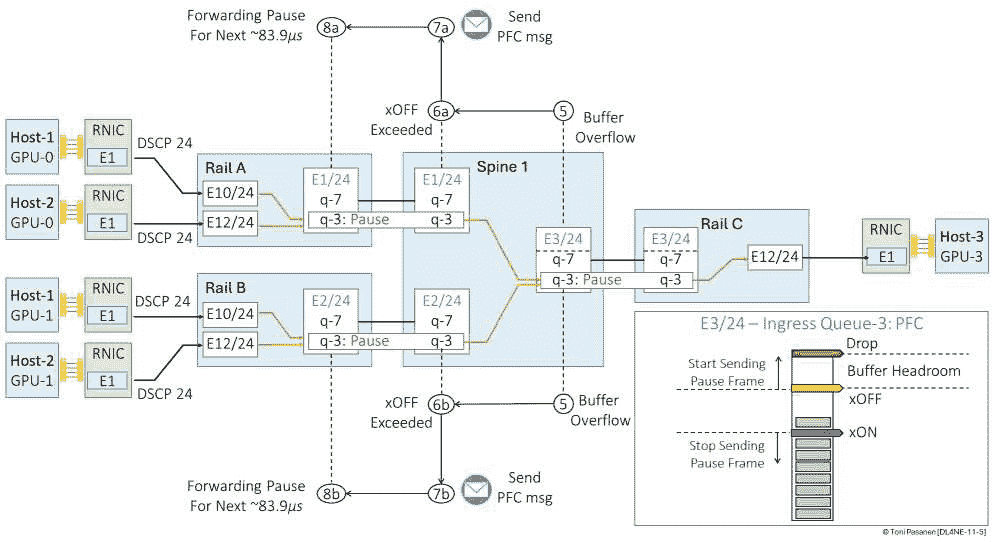 Forwarding Pause
For Next ~83.9μs
8a
7a
Send
PFC msg
xOFF
Exceeded
6a
5
Buffer
Overflow
Host-1
GPU-0
RNIC
E1
DSCP 24
Host-2
GPU-0
RNIC
E1
DSCP 24
Rail A
E10/24
E12/24
E1/24
q-7
q-3: Pause
Spine 1
E1/24
q-7
q-3
E3/24
q-7
q-3: Pause
Rail C
E3/24
q-7
q-3
E12/24
RNIC
E1
Host-3
GPU-3
Host-1
GPU-1
RNIC
E1
DSCP 24
Host-2
GPU-1
RNIC
E1
DSCP 24
Rail B
E10/24
E12/24
E2/24
q-7
q-3: Pause
E2/24
q-7
q-3
xOFF
Exceeded
6b
5
Buffer
Overflow
Forwarding Pause
For Next ~83.9μs
8b
7b
Send
PFC msg
E3/24 – Ingress Queue-3: PFC
Drop
Start Sending
Pause Frame
Buffer Headroom
xOFF
xON
Stop Sending
Pause Frame
© Toni Pasanen [DL4NE-11-5]